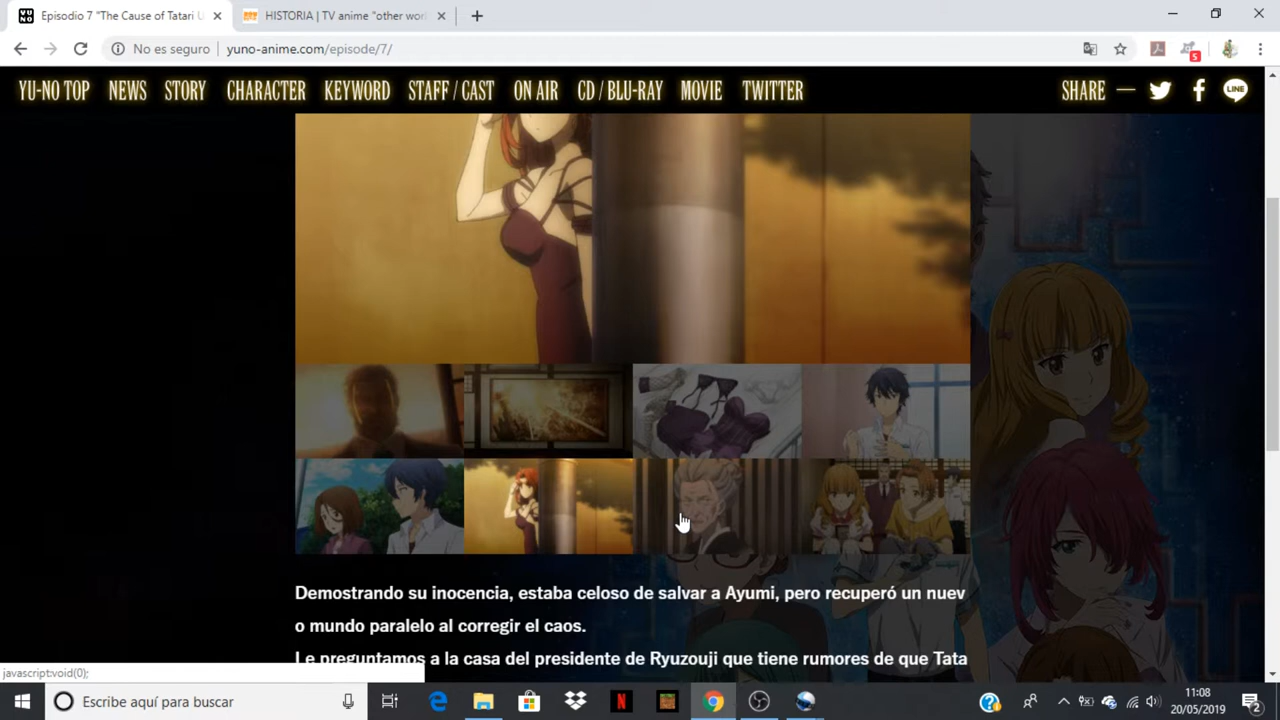 Episodio 7 "The Cause of Tatari U
HISTORIA | TV anime "other wor
No es seguro
yuno-anime.com/episode/7/
5
YU-NO TOP NEWS STORY CHARACTER KEYWORD STAFF / CAST ON AIR CD / BLU-RAY MOVIE TWITTER SHARE
LINE
Demostrando su inocencia, estaba celoso de salvar a Ayumi, pero recuperó un nuev
o mundo paralelo al corregir el caos.
Le preguntamos a la casa del presidente de Ryuzouji que tiene rumores de que Tata
javascript:void(0);
Escribe aquí para buscar
11:08
20/05/2019
2